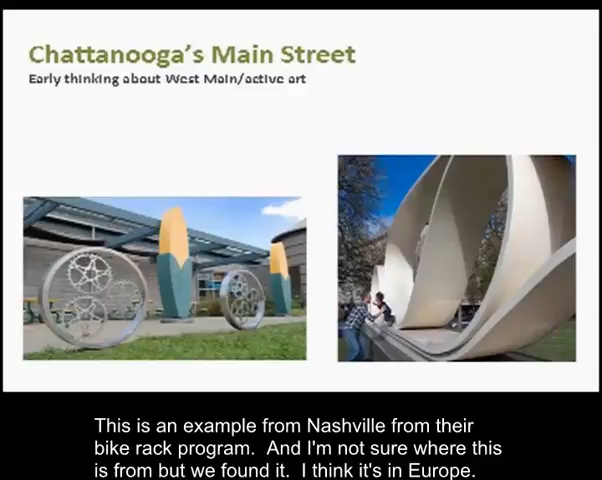 Chattanooga's Main Street
Early thinking about West Main/active art
This is an example from Nashville from their
bike rack program.  And I'm not sure where this
is from but we found it.  I think it's in Europe.